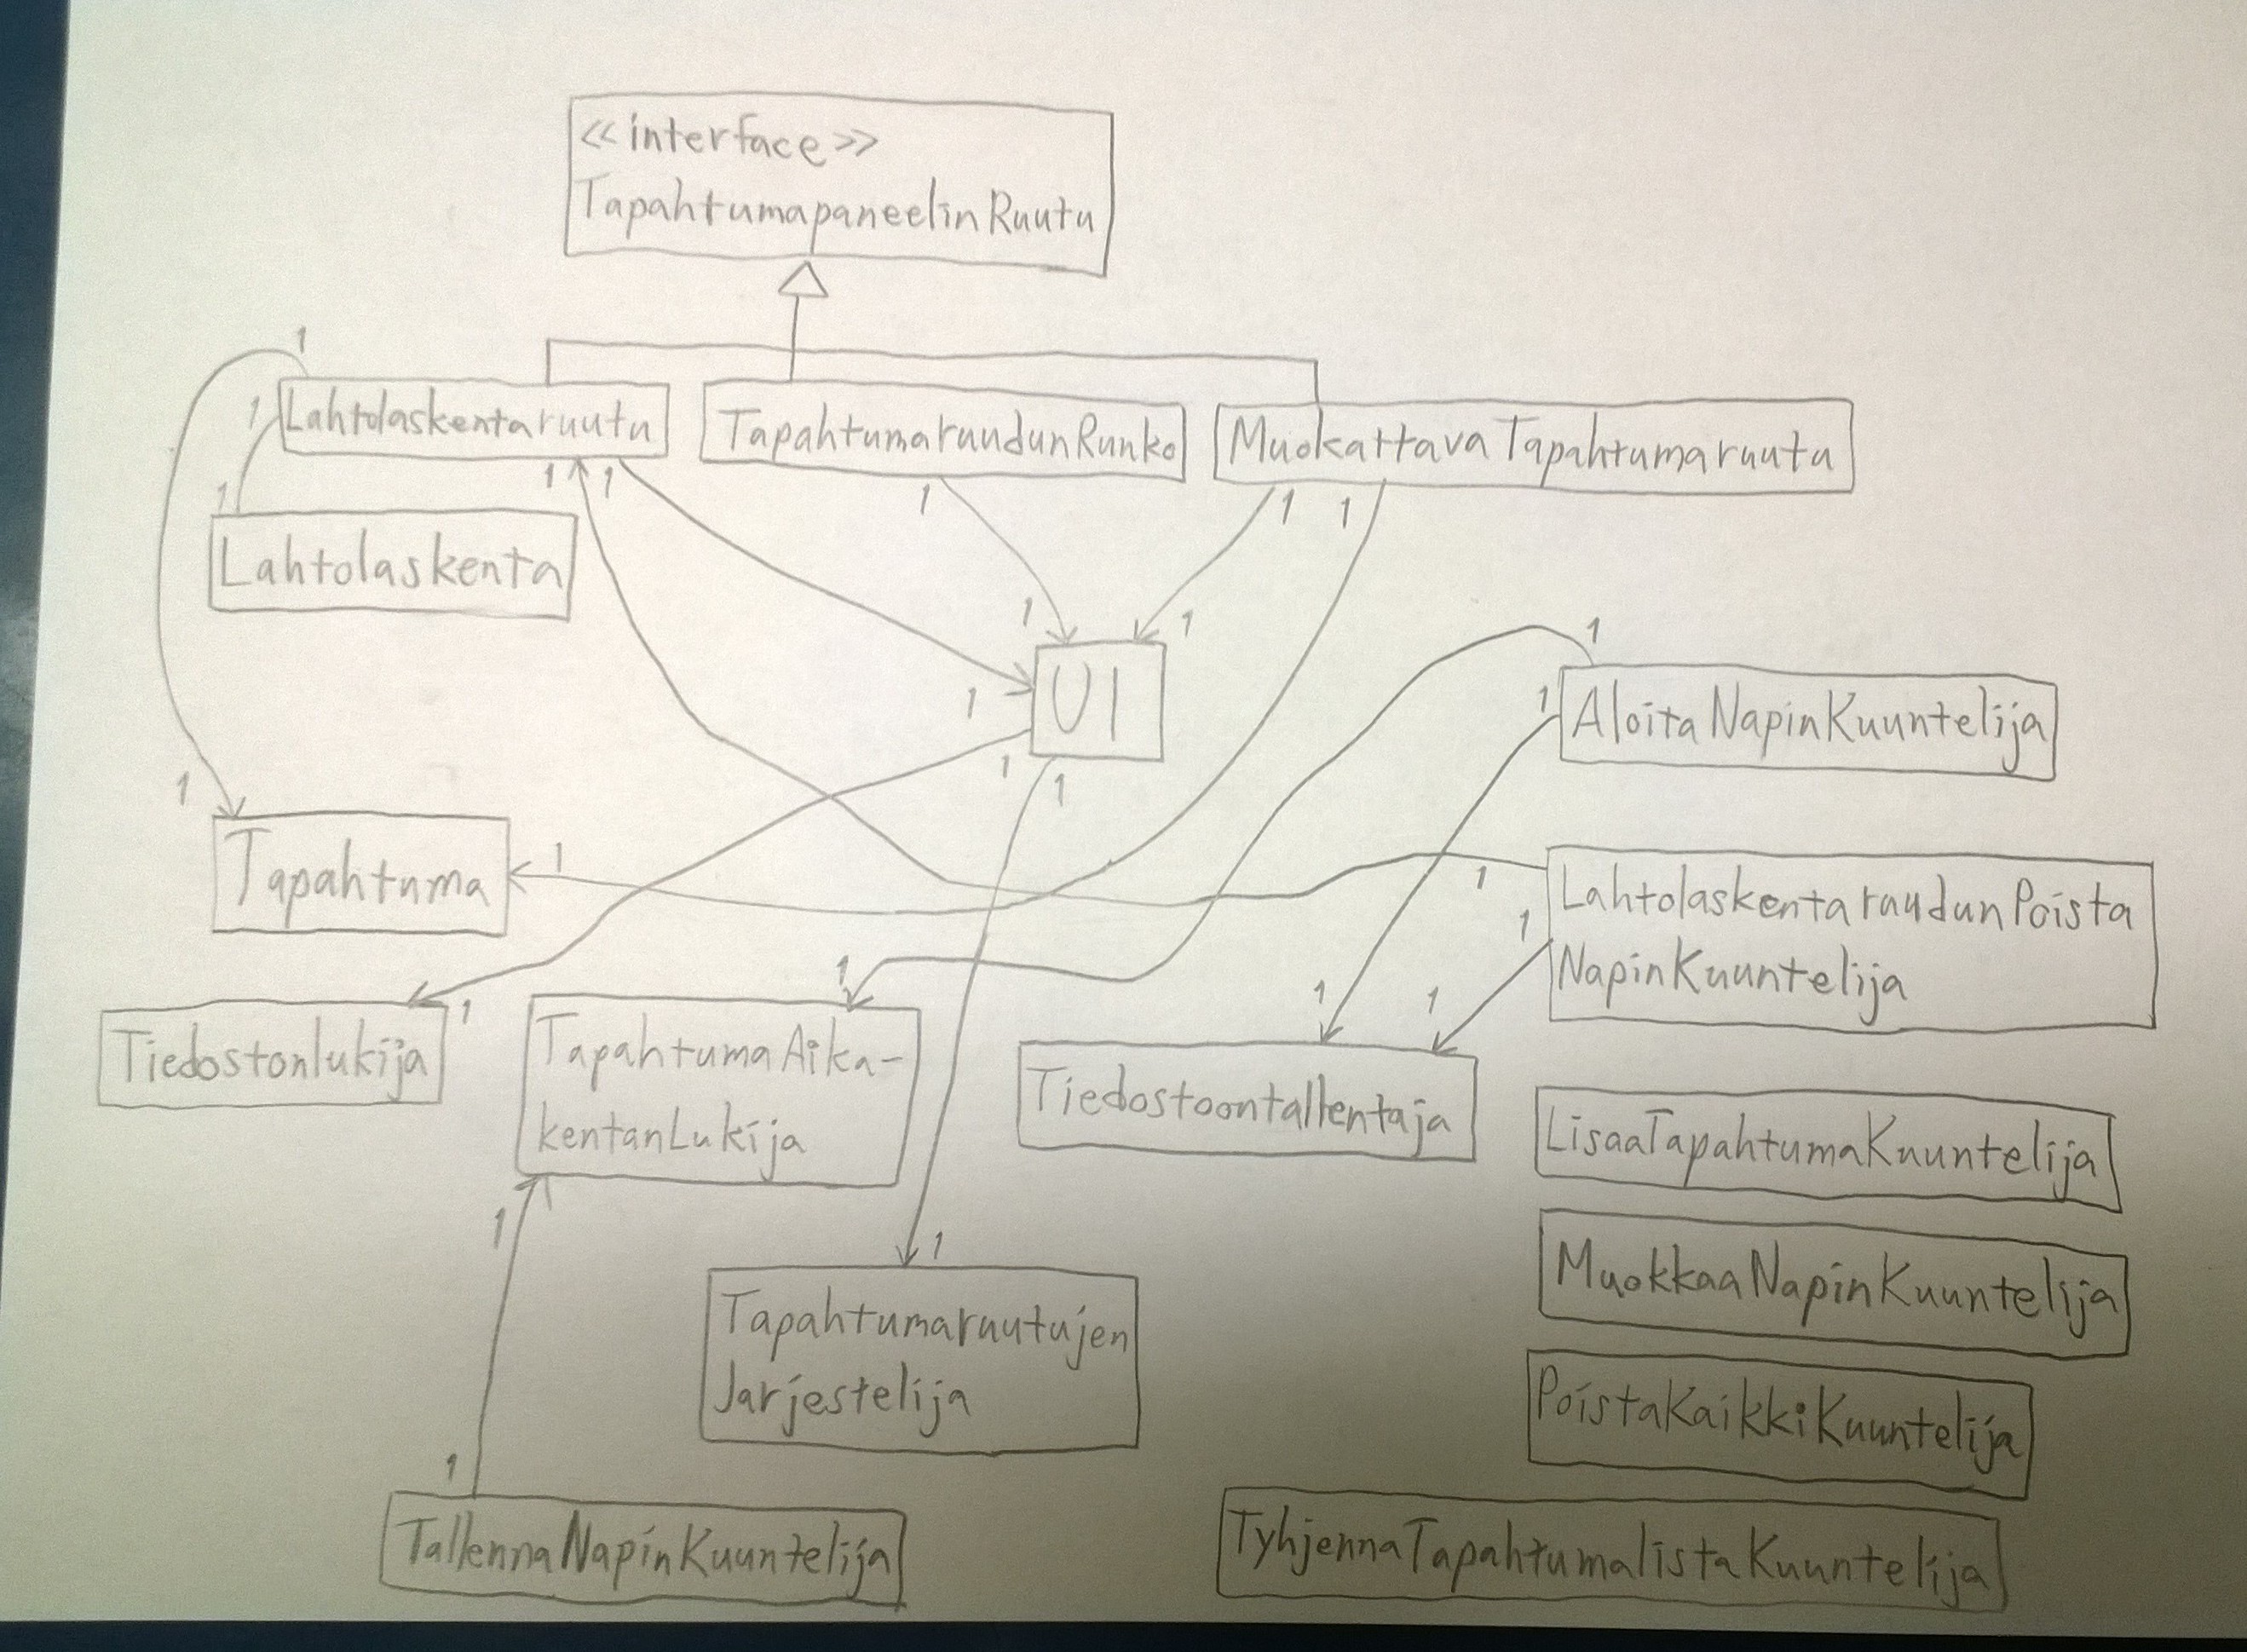 <<interface>>
TapahtumapaneelinRuutu
1
1
Lahtolaskentaruutu
TapahtumaruudunRunko
MuokattavaTapahtumaruutu
1
1
1
1
1
1
Lahtolaskenta
1
1
1
1
1
UI
AloitaNapinKuuntelija
1
1
1
1
Tapahtuma
1
1
LahtolaskentaruudunPoista
NapinKuuntelija
1
1
1
1
1
Tiedostonlukija
TapahtumaAika-
kentanLukija
Tiedostoontallentaja
LisaaTapahtumaKuuntelija
1
1
MuokkaaNapinKuuntelija
Tapahtumaruutujen
Jarjestelija
PoistaKaikkiKuuntelija
1
TallennaNapinKuuntelija
TyhjennaTapahtumalistaKuuntelija